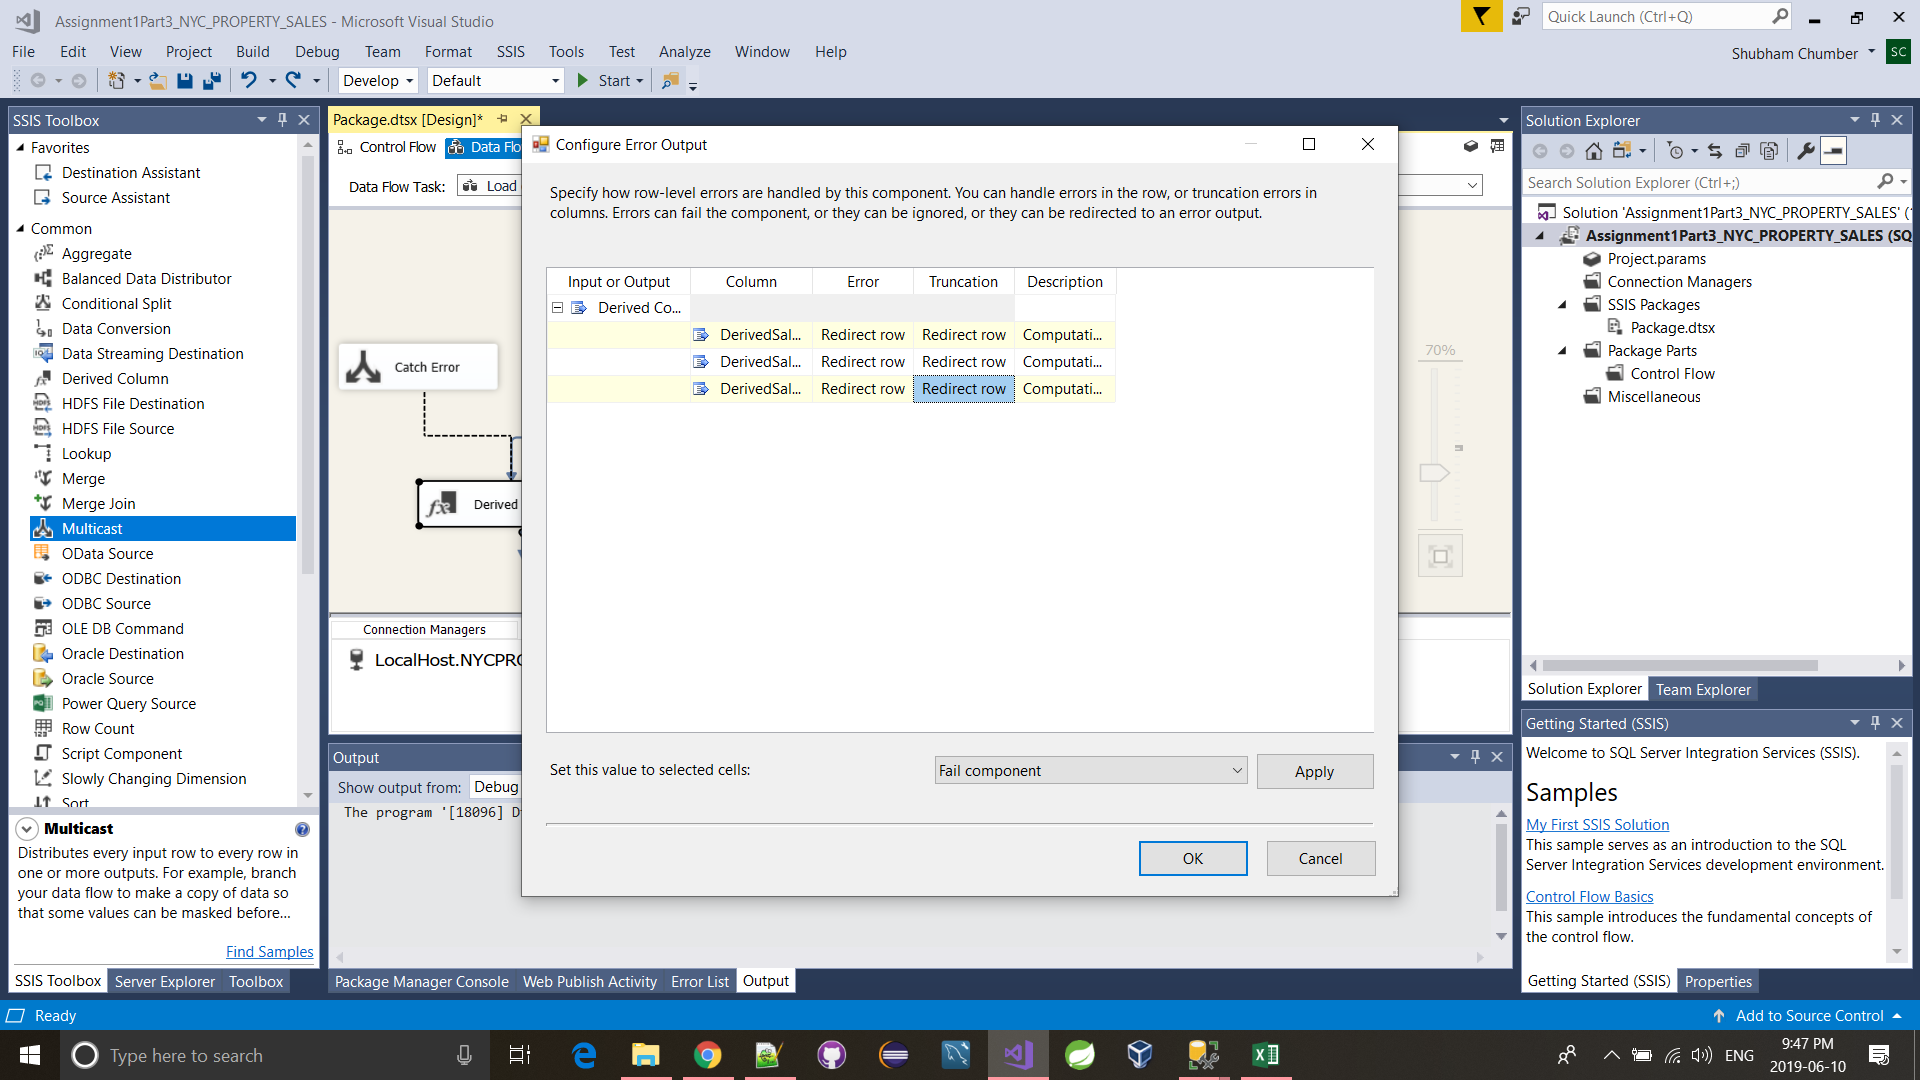 Assignment1Part3_NYC_PROPERTY_SALES - Microsoft Visual Studio
Quick Launch (Ctrl+Q)
File Edit View Project Build Debug Team Format SSIS Tools Test Analyze Window Help
Shubham Chumber SC
Develop Default Start
SSIS Toolbox
Favorites
Destination Assistant
Source Assistant
Common
Aggregate
Balanced Data Distributor
Conditional Split
Data Conversion
Data Streaming Destination
Derived Column
HDFS File Destination
HDFS File Source
Lookup
Merge
Merge Join
Multicast
OData Source
ODBC Destination
ODBC Source
OLE DB Command
Oracle Destination
Oracle Source
Power Query Source
Row Count
Script Component
Slowly Changing Dimension
Sort
Multicast
Distributes every input row to every row in
one or more outputs. For example, branch
your data flow to make a copy of data so
that some values can be masked before...
Find Samples
SSIS Toolbox Server Explorer Toolbox
Package.dtsx [Design]*
Control Flow Data Flo
Data Flow Task: Load
Catch Error
Derived
70%
Connection Managers
LocalHost.NYCPRO
Output
Show output from: Debug
The program '[18096] D
Package Manager Console Web Publish Activity Error List Output
Configure Error Output
Specify how row-level errors are handled by this component. You can handle errors in the row, or truncation errors in
columns. Errors can fail the component, or they can be ignored, or they can be redirected to an error output.
Input or Output Column Error Truncation Description
Derived Co...
DerivedSal... Redirect row Redirect row Computati...
DerivedSal... Redirect row Redirect row Computati...
DerivedSal... Redirect row Redirect row Computati...
Set this value to selected cells: Fail component Apply
OK Cancel
Solution Explorer
Search Solution Explorer (Ctrl+;)
Solution 'Assignment1Part3_NYC_PROPERTY_SALES' (
Assignment1Part3_NYC_PROPERTY_SALES (SQ
Project.params
Connection Managers
SSIS Packages
Package.dtsx
Package Parts
Control Flow
Miscellaneous
Solution Explorer Team Explorer
Getting Started (SSIS)
Welcome to SQL Server Integration Services (SSIS).
Samples
My First SSIS Solution
This sample serves as an introduction to the SQL
Server Integration Services development environment.
Control Flow Basics
This sample introduces the fundamental concepts of
the control flow.
Getting Started (SSIS) Properties
Ready
Add to Source Control
Type here to search
ENG
9:47 PM
2019-06-10